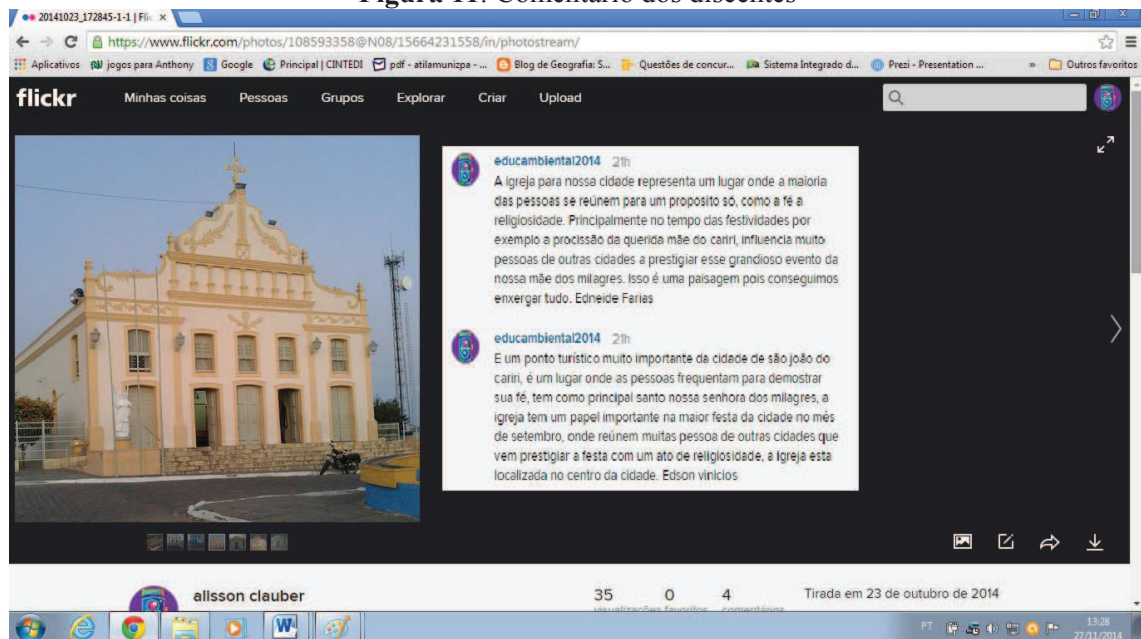 Figura 11: Comentário dos discentes
20141023_172845-1-1 | Flic ×
https://www.flickr.com/photos/108593358@N08/15664231558/in/photostream/
Aplicativos jogos para Anthony Google Principal | CINTEDI pdf - atilamunizpa - ... Blog de Geografia: S... Questões de concur... Sistema Integrado d... Prezi - Presentation ... » Outros favoritos
flickr Minhas coisas Pessoas Grupos Explorar Criar Upload
educambiental2014 21h
A igreja para nossa cidade representa um lugar onde a maioria
das pessoas se reúnem para um proposito só, como a fé a
religiosidade. Principalmente no tempo das festividades por
exemplo a procissão da querida mãe do cariri, influencia muito
pessoas de outras cidades a prestigiar esse grandioso evento da
nossa mãe dos milagres. Isso é uma paisagem pois conseguimos
enxergar tudo. Edneide Farias
educambiental2014 21h
E um ponto turístico muito importante da cidade de são joão do
cariri, é um lugar onde as pessoas frequentam para demostrar
sua fé, tem como principal santo nossa senhora dos milagres, a
igreja tem um papel importante na maior festa da cidade no mês
de setembro, onde reúnem muitas pessoa de outras cidades que
vem prestigiar a festa com um ato de religiosidade, a igreja esta
localizada no centro da cidade. Edson vinicios
alisson clauber
35 0 4 Tirada em 23 de outubro de 2014
visualizações favoritos comentários
PT 13:28
27/11/2014